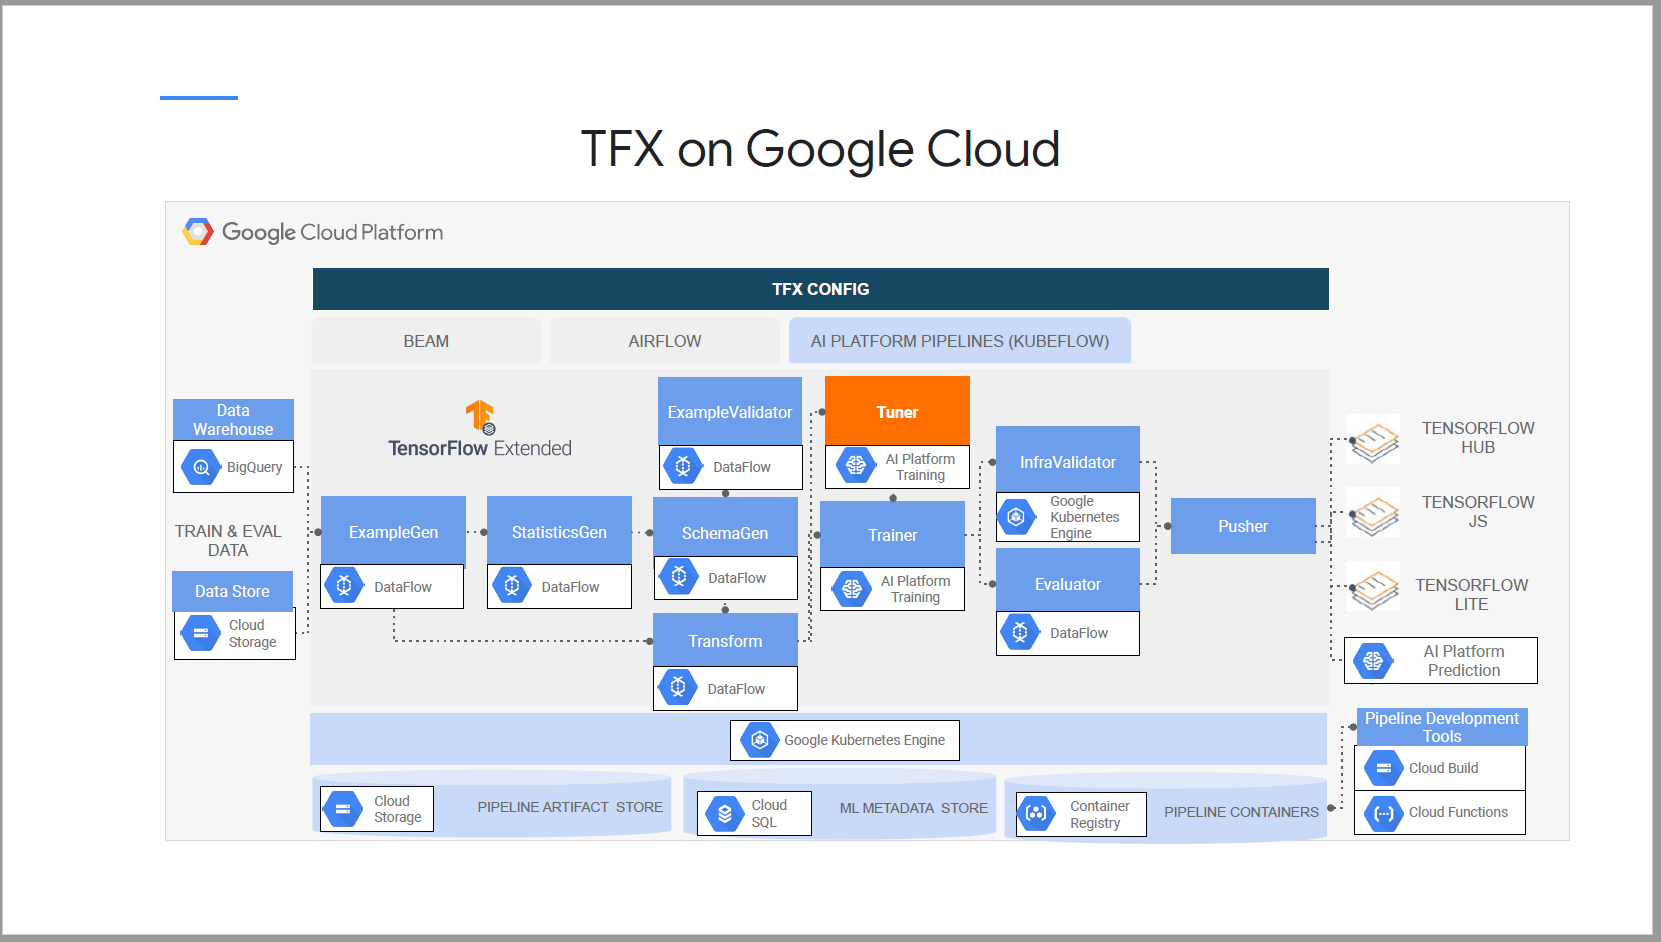 TFX on Google Cloud
Google Cloud Platform
TFX CONFIG
BEAM
AIRFLOW
AI PLATFORM PIPELINES (KUBEFLOW)
Data
Warehouse
BigQuery
TRAIN & EVAL
DATA
Data Store
Cloud
Storage
TensorFlow Extended
ExampleGen
DataFlow
StatisticsGen
DataFlow
ExampleValidator
DataFlow
SchemaGen
DataFlow
Transform
DataFlow
Tuner
AI Platform
Training
Trainer
AI Platform
Training
InfraValidator
Google
Kubernetes
Engine
Evaluator
DataFlow
Pusher
TENSORFLOW
HUB
TENSORFLOW
JS
TENSORFLOW
LITE
AI Platform
Prediction
Google Kubernetes Engine
Cloud
Storage
PIPELINE ARTIFACT STORE
Cloud
SQL
ML METADATA STORE
Container
Registry
PIPELINE CONTAINERS
Pipeline Development
Tools
Cloud Build
Cloud Functions